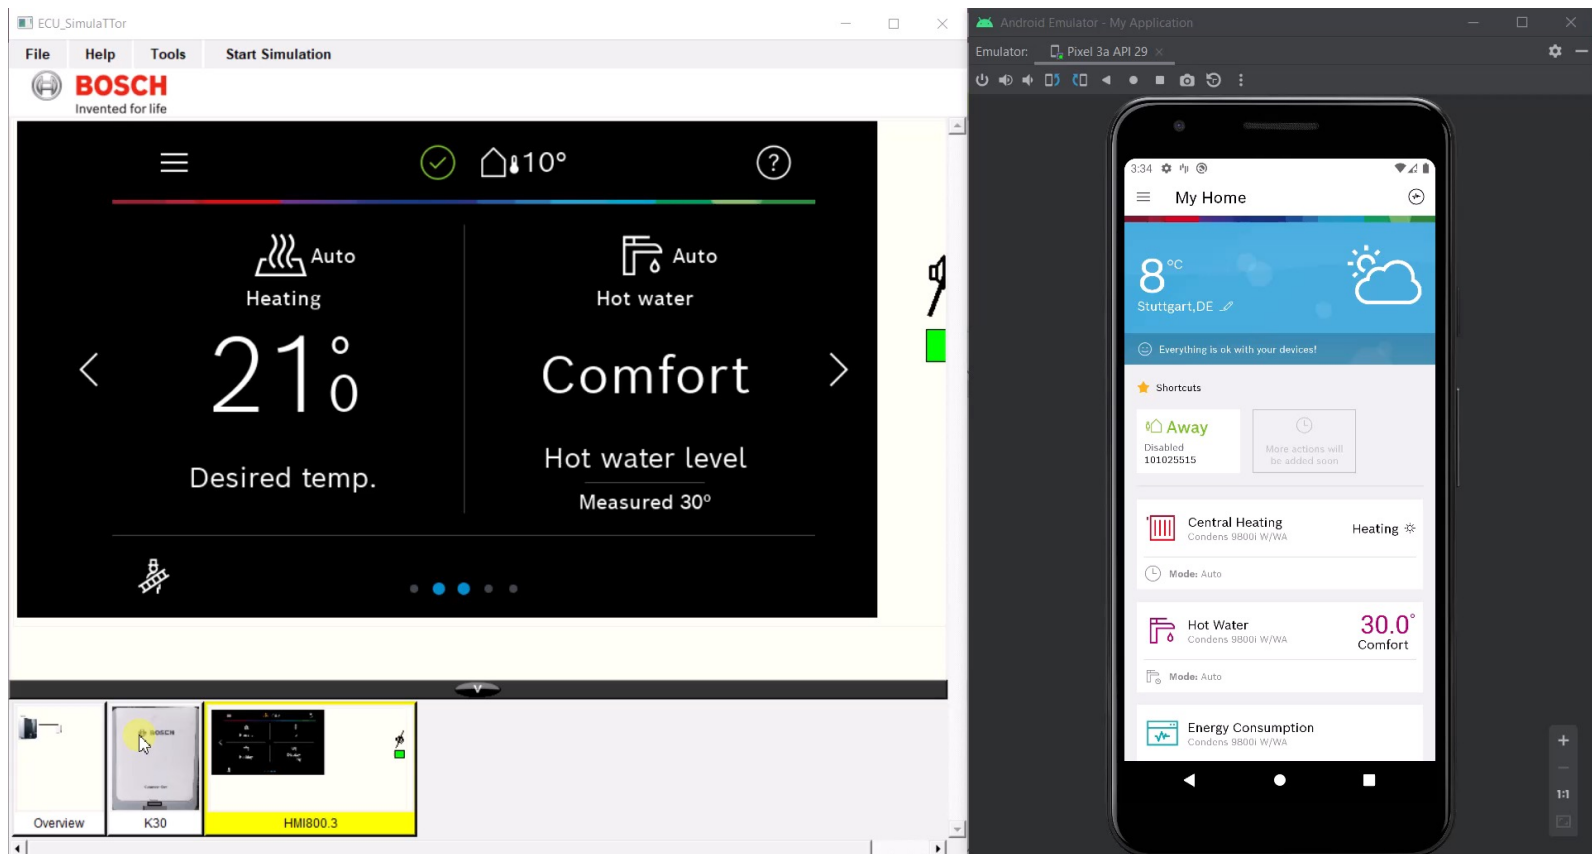 ECU_SimulaTTor
File Help Tools Start Simulation
BOSCH
Invented for life
10°
?
Auto
Heating
21°0
Desired temp.
Auto
Hot water
Comfort
Hot water level
Measured 30°
BOSCH
Overview
K30
HMI800.3
Android Emulator - My Application
Emulator: Pixel 3a API 29
3:34
My Home
8 °C
Stuttgart,DE
Everything is ok with your devices!
Shortcuts
Away
Disabled
101025515
More actions will
be added soon
Central Heating
Condens 9800i W/WA
Heating
Mode: Auto
Hot Water
Condens 9800i W/WA
30.0°
Comfort
Mode: Auto
Energy Consumption
Condens 9800i W/WA
1:1